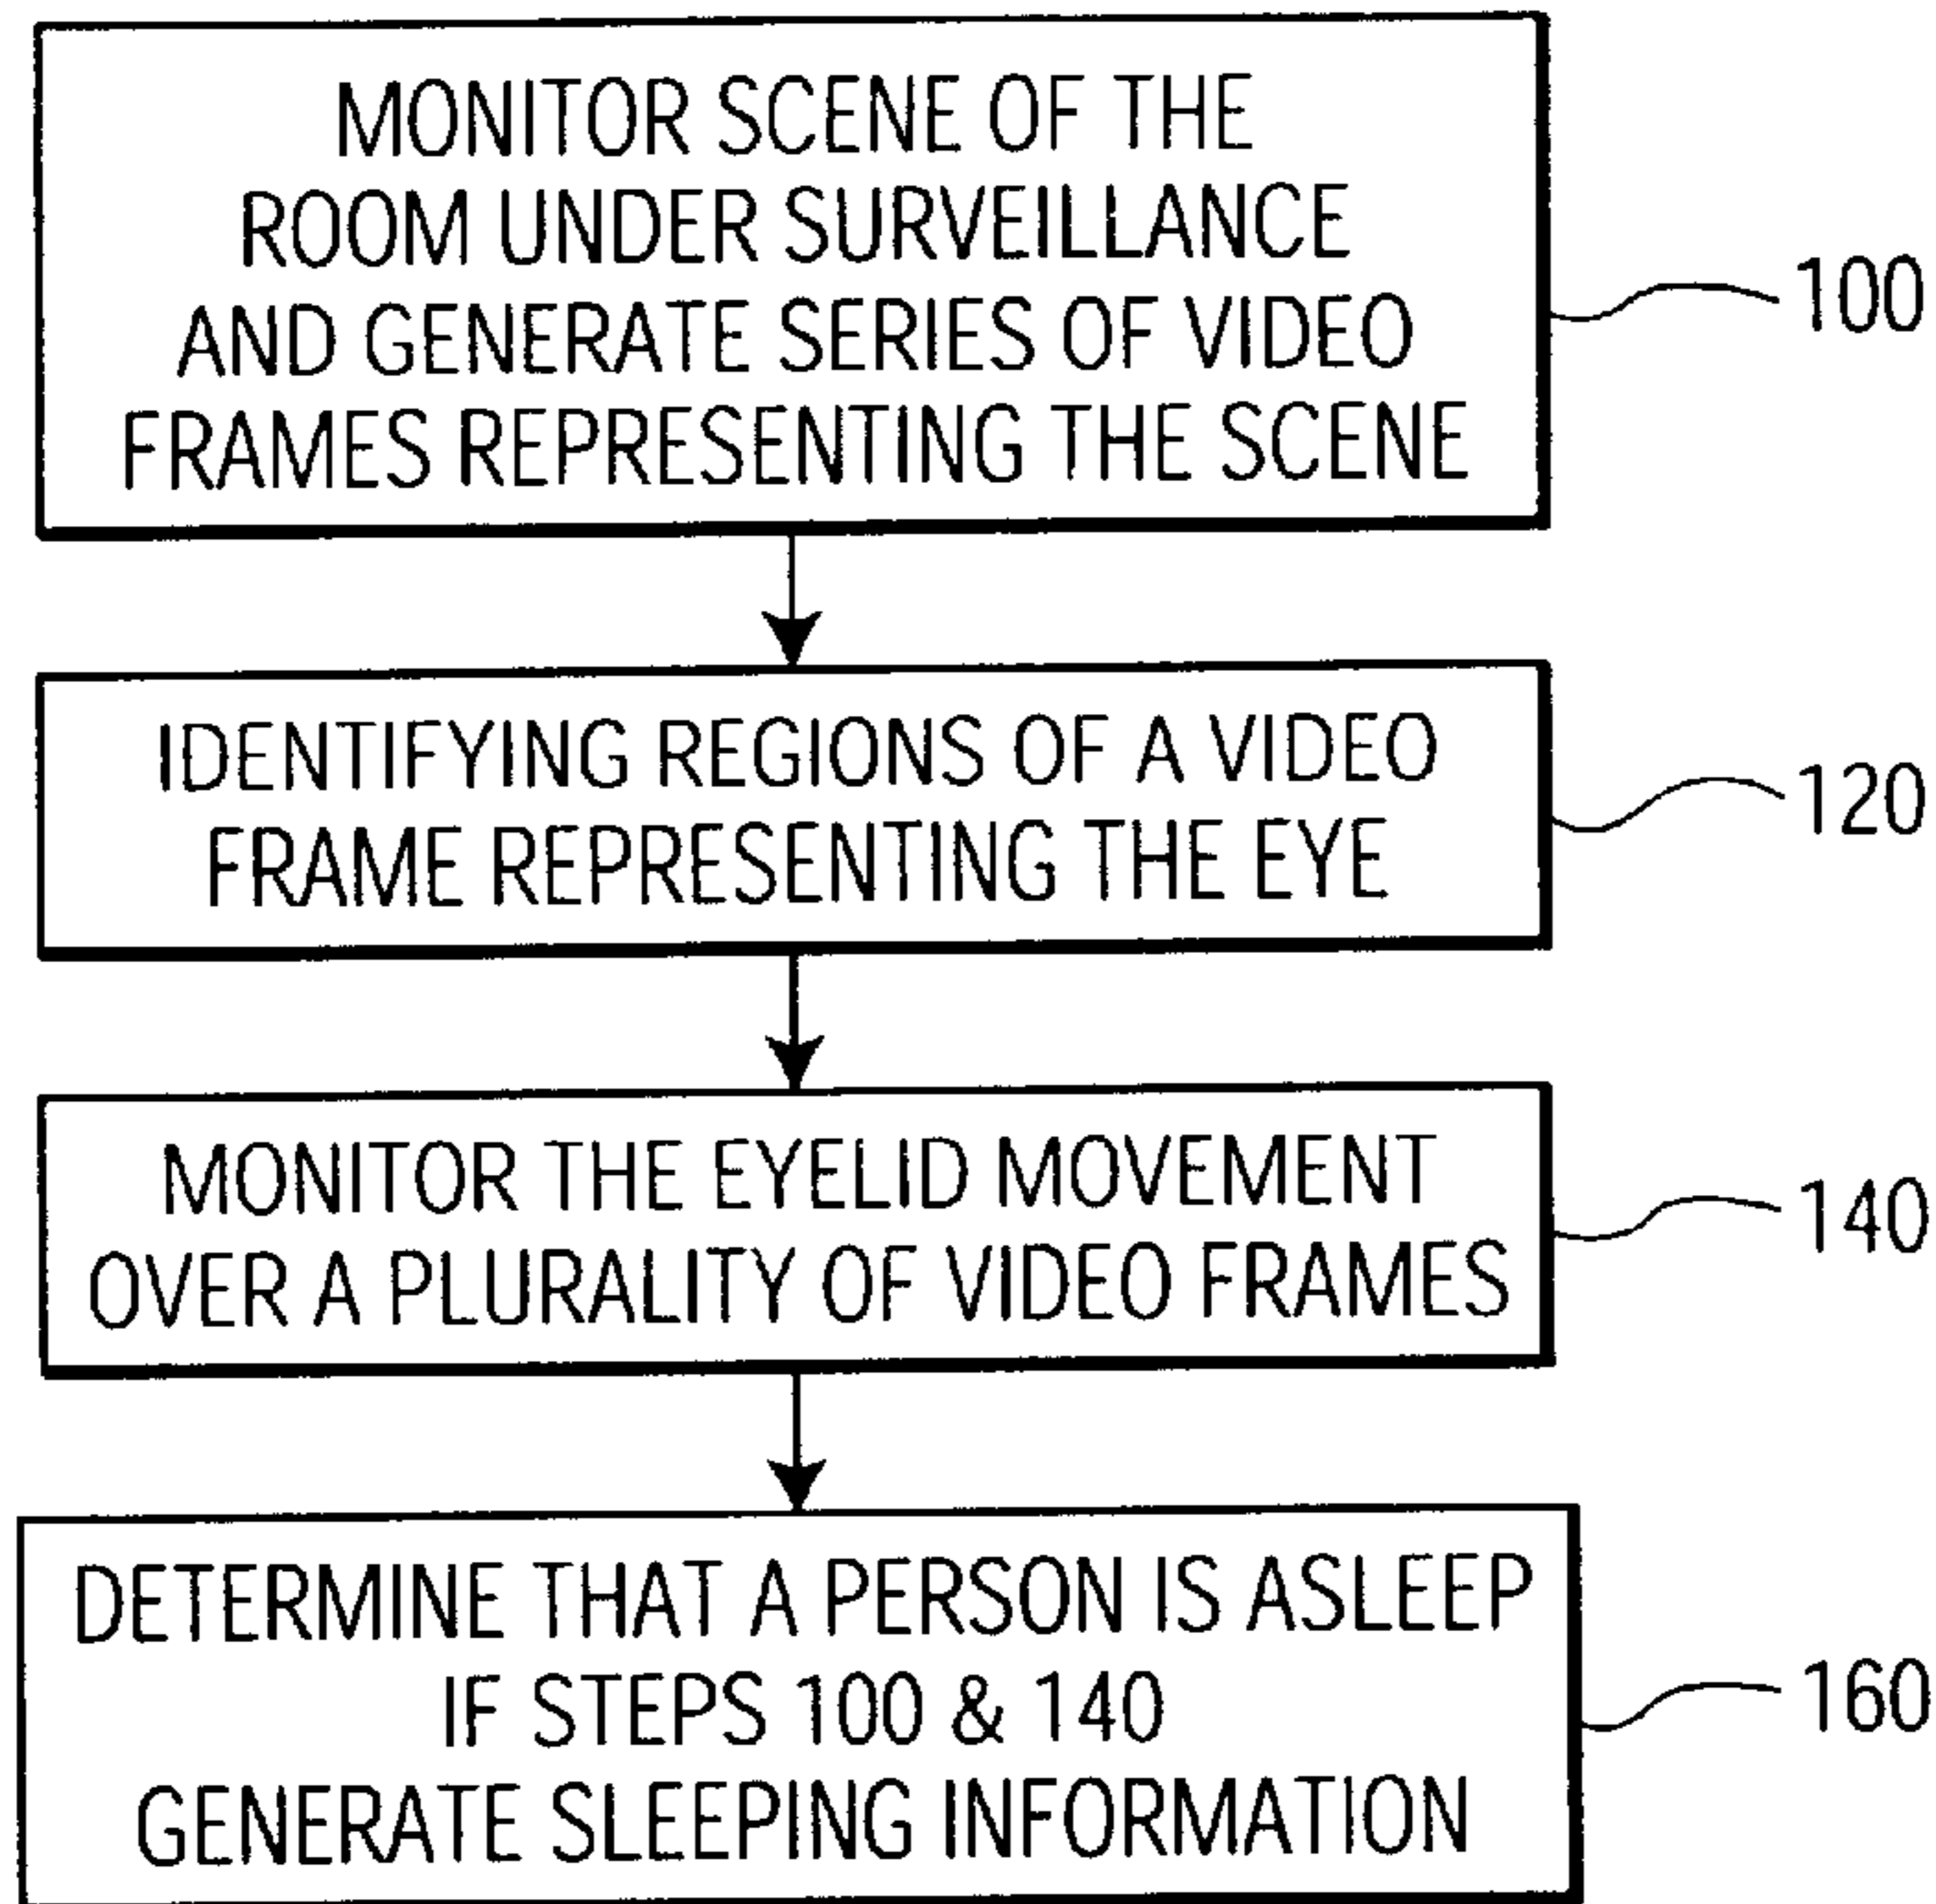 MONITOR SCENE OF THE
ROOM UNDER SURVEILLANCE
AND GENERATE SERIES OF VIDEO
FRAMES REPRESENTING THE SCENE
100
IDENTIFYING REGIONS OF A VIDEO
FRAME REPRESENTING THE EYE
120
MONITOR THE EYELID MOVEMENT
OVER A PLURALITY OF VIDEO FRAMES
140
DETERMINE THAT A PERSON IS ASLEEP
IF STEPS 100 & 140
GENERATE SLEEPING INFORMATION
160